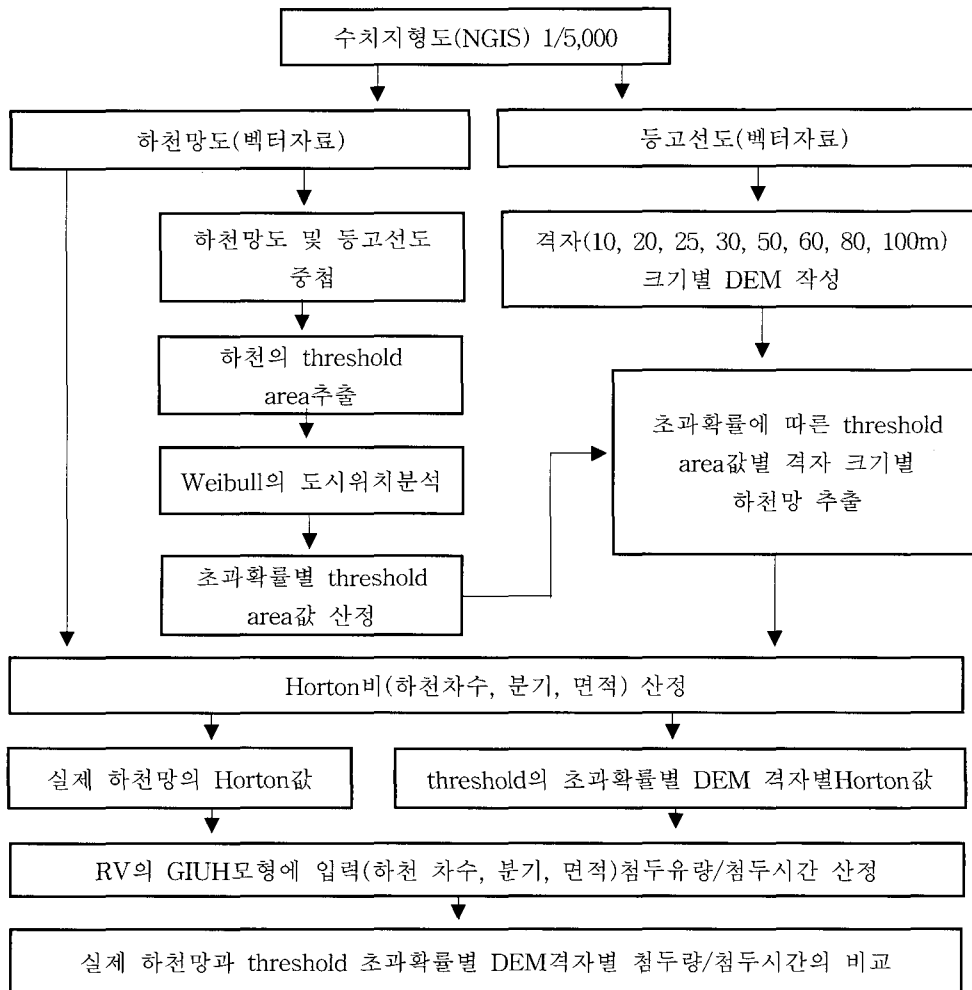 수치지형도(NGIS) 1/5,000
하천망도(벡터자료)
등고선도(벡터자료)
하천망도 및 등고선도
중첩
격자(10, 20, 25, 30, 50, 60, 80, 100m)
크기별 DEM 작성
하천의 threshold
area추출
초과확률에 따른 threshold
area값별 격자 크기별
하천망 추출
Weibull의 도시위치분석
초과확률별 threshold
area값 산정
Horton비(하천차수, 분기, 면적) 산정
실제 하천망의 Horton값
threshold의 초과확률별 DEM 격자별Horton값
RV의 GIUH모형에 입력(하천 차수, 분기, 면적)첨두유량/첨두시간 산정
실제 하천망과 threshold 초과확률별 DEM격자별 첨두량/첨두시간의 비교